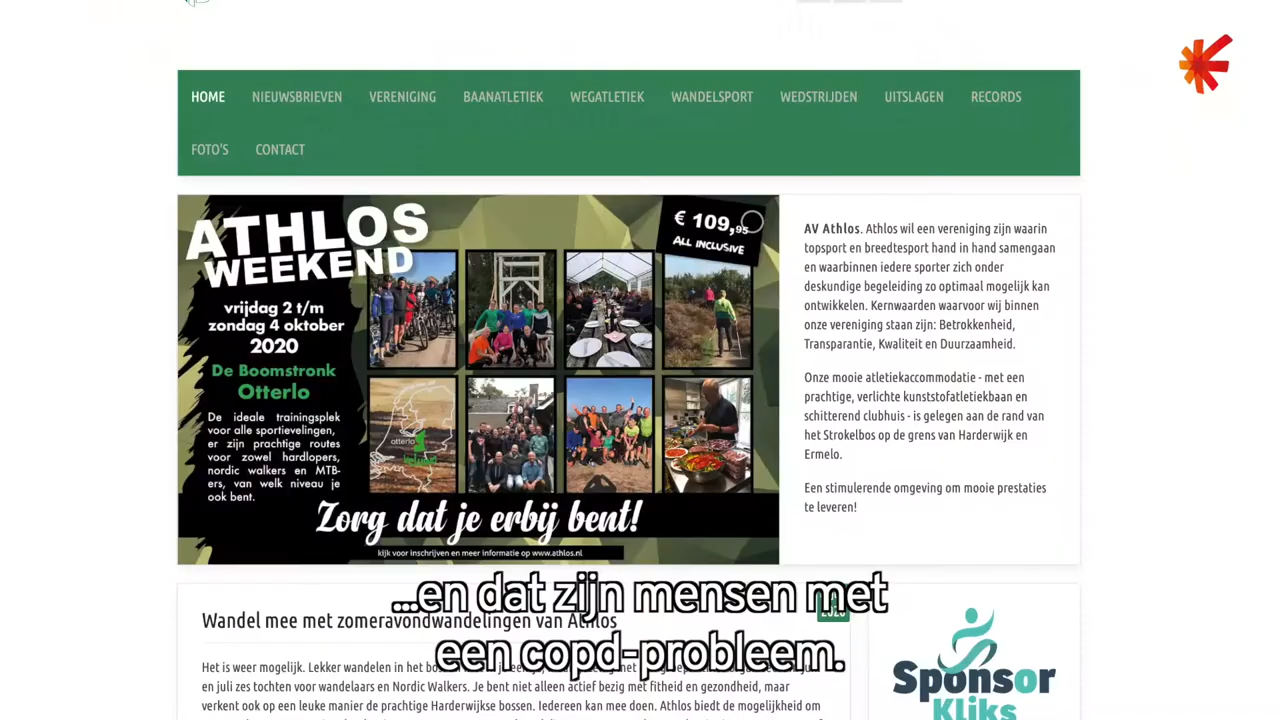 HOME NIEUWSBRIEVEN VERENIGING BAANATLETIEK WEGATLETIEK WANDELSPORT WEDSTRIJDEN UITSLAGEN RECORDS
FOTO'S CONTACT
ATHLOS
WEEKEND
vrijdag 2 t/m
zondag 4 oktober
2020
De Boomstronk
Otterlo
De ideale trainingsplek
voor alle sportievelingen,
er zijn prachtige routes
voor zowel hardlopers,
nordic walkers en MTB-
ers, van welk niveau je
ook bent.
€ 109,95
ALL INCLUSIVE
otterlo
Zorg dat je erbij bent!
kijk voor inschrijven en meer informatie op www.athlos.nl
AV Athlos. Athlos wil een vereniging zijn waarin
topsport en breedtesport hand in hand samengaan
en waarbinnen iedere sporter zich onder
deskundige begeleiding zo optimaal mogelijk kan
ontwikkelen. Kernwaarden waarvoor wij binnen
onze vereniging staan zijn: Betrokkenheid,
Transparantie, Kwaliteit en Duurzaamheid.
Onze mooie atletiekaccommodatie - met een
prachtige, verlichte kunststofatletiekbaan en
schitterend clubhuis - is gelegen aan de rand van
het Strokelbos op de grens van Harderwijk en
Ermelo.
Een stimulerende omgeving om mooie prestaties
te leveren!
Wandel mee met zomeravondwandelingen van Athlos
2020
Het is weer mogelijk. Lekker wandelen in het
en juli zes tochten voor wandelaars en Nordic Walkers. Je bent niet alleen actief bezig met fitheid en gezondheid, maar
verkent ook op een leuke manier de prachtige Harderwijkse bossen. Iedereen kan mee doen. Athlos biedt de mogelijkheid om
Sponsor
Kliks
...en dat zijn mensen met
een copd-probleem.